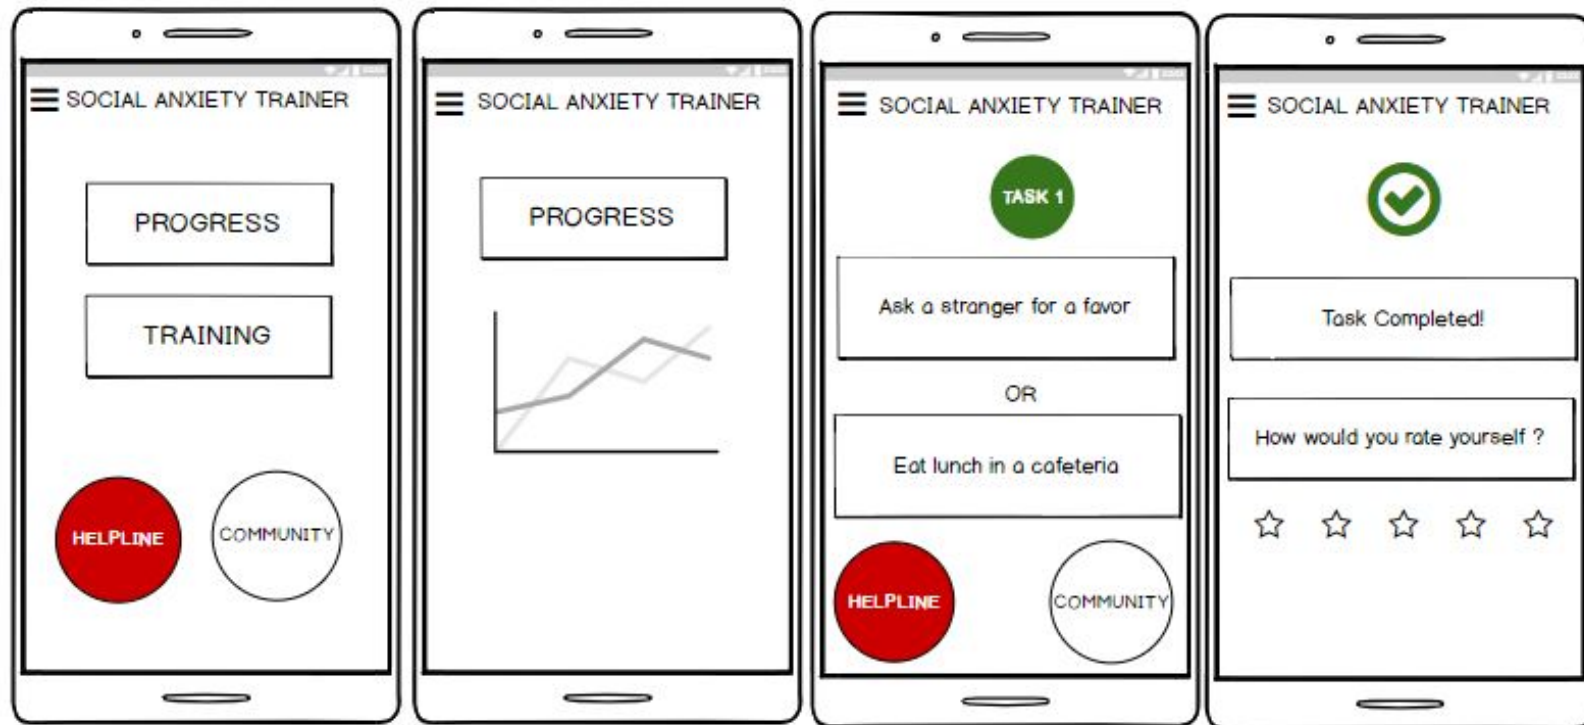 SOCIAL ANXIETY TRAINER
PROGRESS
TRAINING
HELPLINE
COMMUNITY
SOCIAL ANXIETY TRAINER
PROGRESS
SOCIAL ANXIETY TRAINER
TASK 1
Ask a stranger for a favor
OR
Eat lunch in a cafeteria
HELPLINE
COMMUNITY
SOCIAL ANXIETY TRAINER
Task Completed!
How would you rate yourself ?